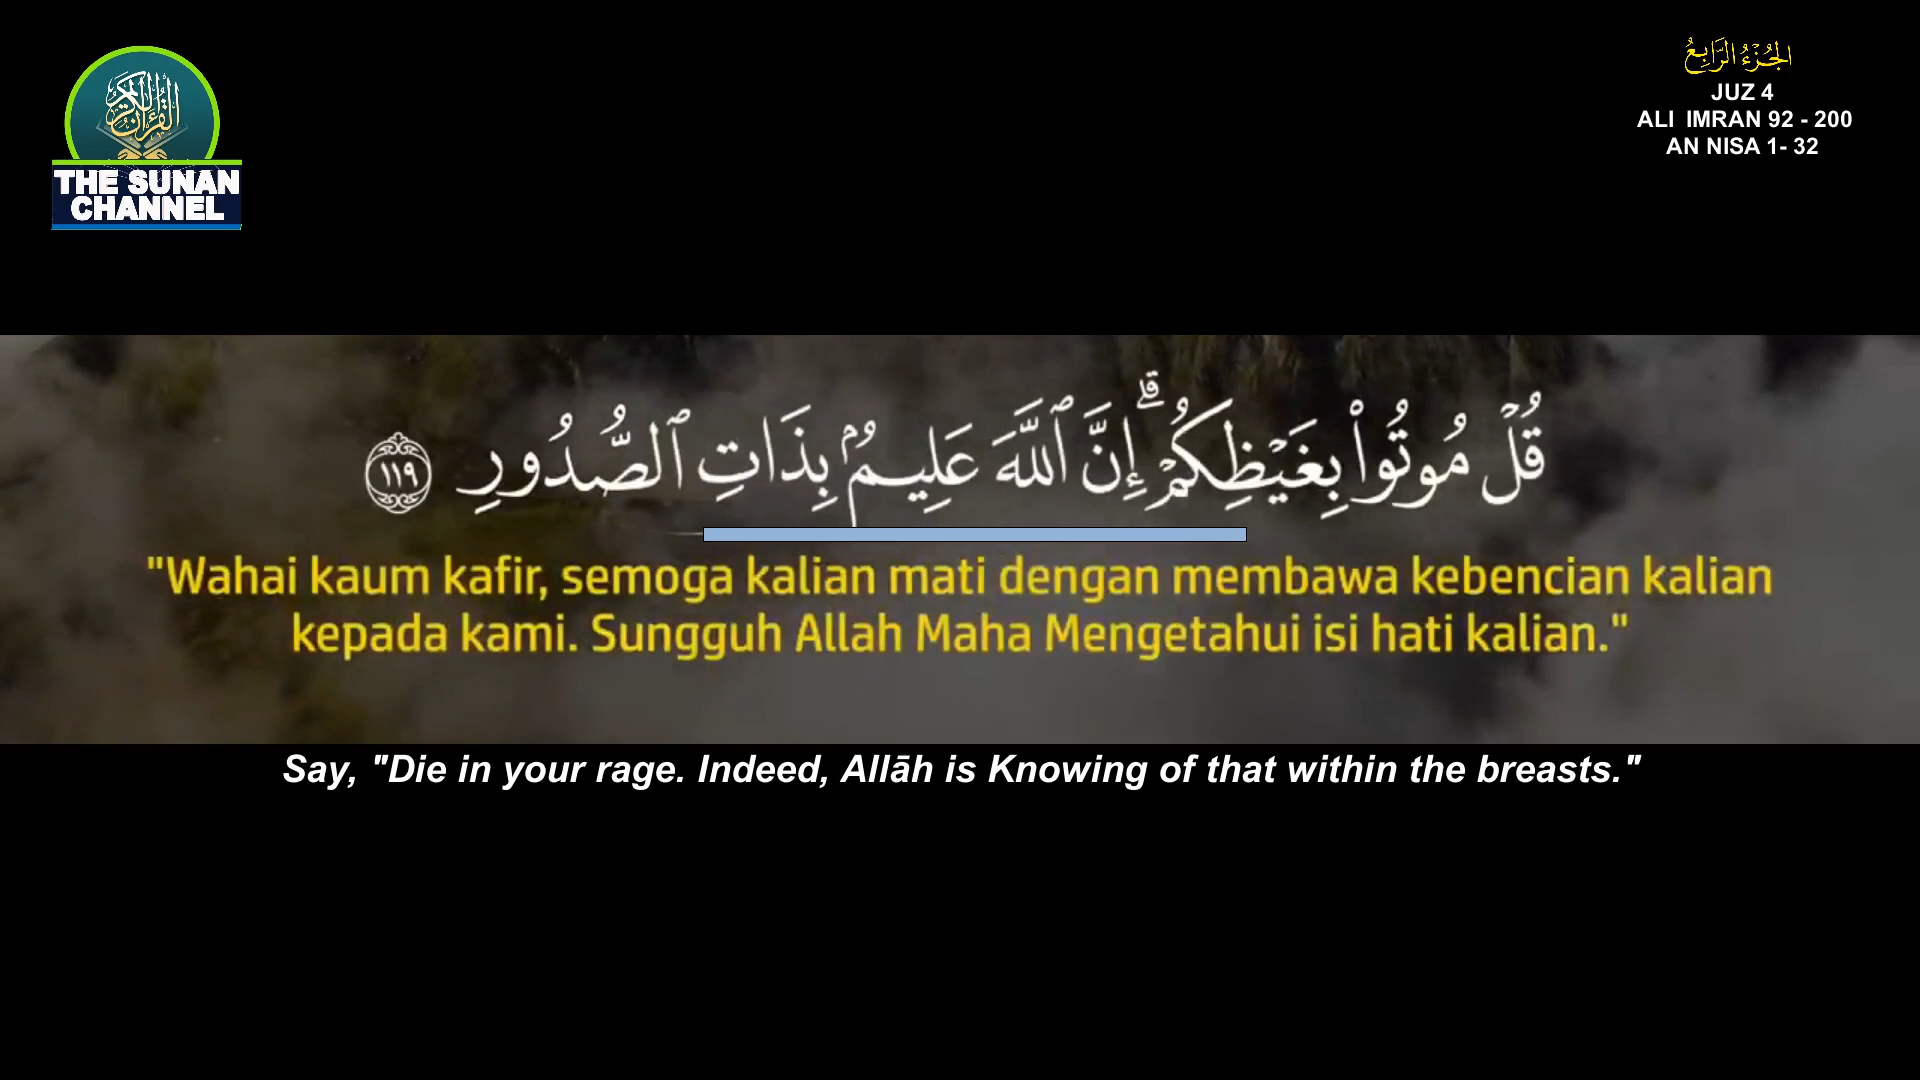 القرآن الكريم
THE SUNAN
CHANNEL
الجُزْءُ الرَّابِعُ
JUZ 4
ALI IMRAN 92 - 200
AN NISA 1- 32
قُلْ مُوتُوا۟ بِغَيْظِكُمْ ۗ إِنَّ ٱللَّهَ عَلِيمٌۢ بِذَاتِ ٱلصُّدُورِ ١١٩
"Wahai kaum kafir, semoga kalian mati dengan membawa kebencian kalian
kepada kami. Sungguh Allah Maha Mengetahui isi hati kalian."
Say, "Die in your rage. Indeed, Allāh is Knowing of that within the breasts."